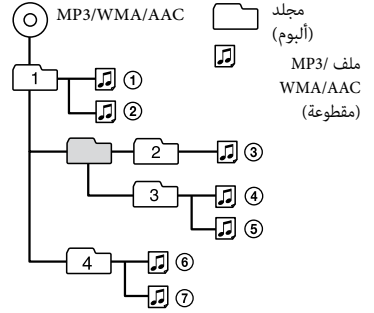 MP3/WMA/AAC
مجلد
(ألبوم)
ملف /MP3
WMA/AAC
(مقطوعة)
1
①
②
2
③
3
④
⑤
4
⑥
⑦